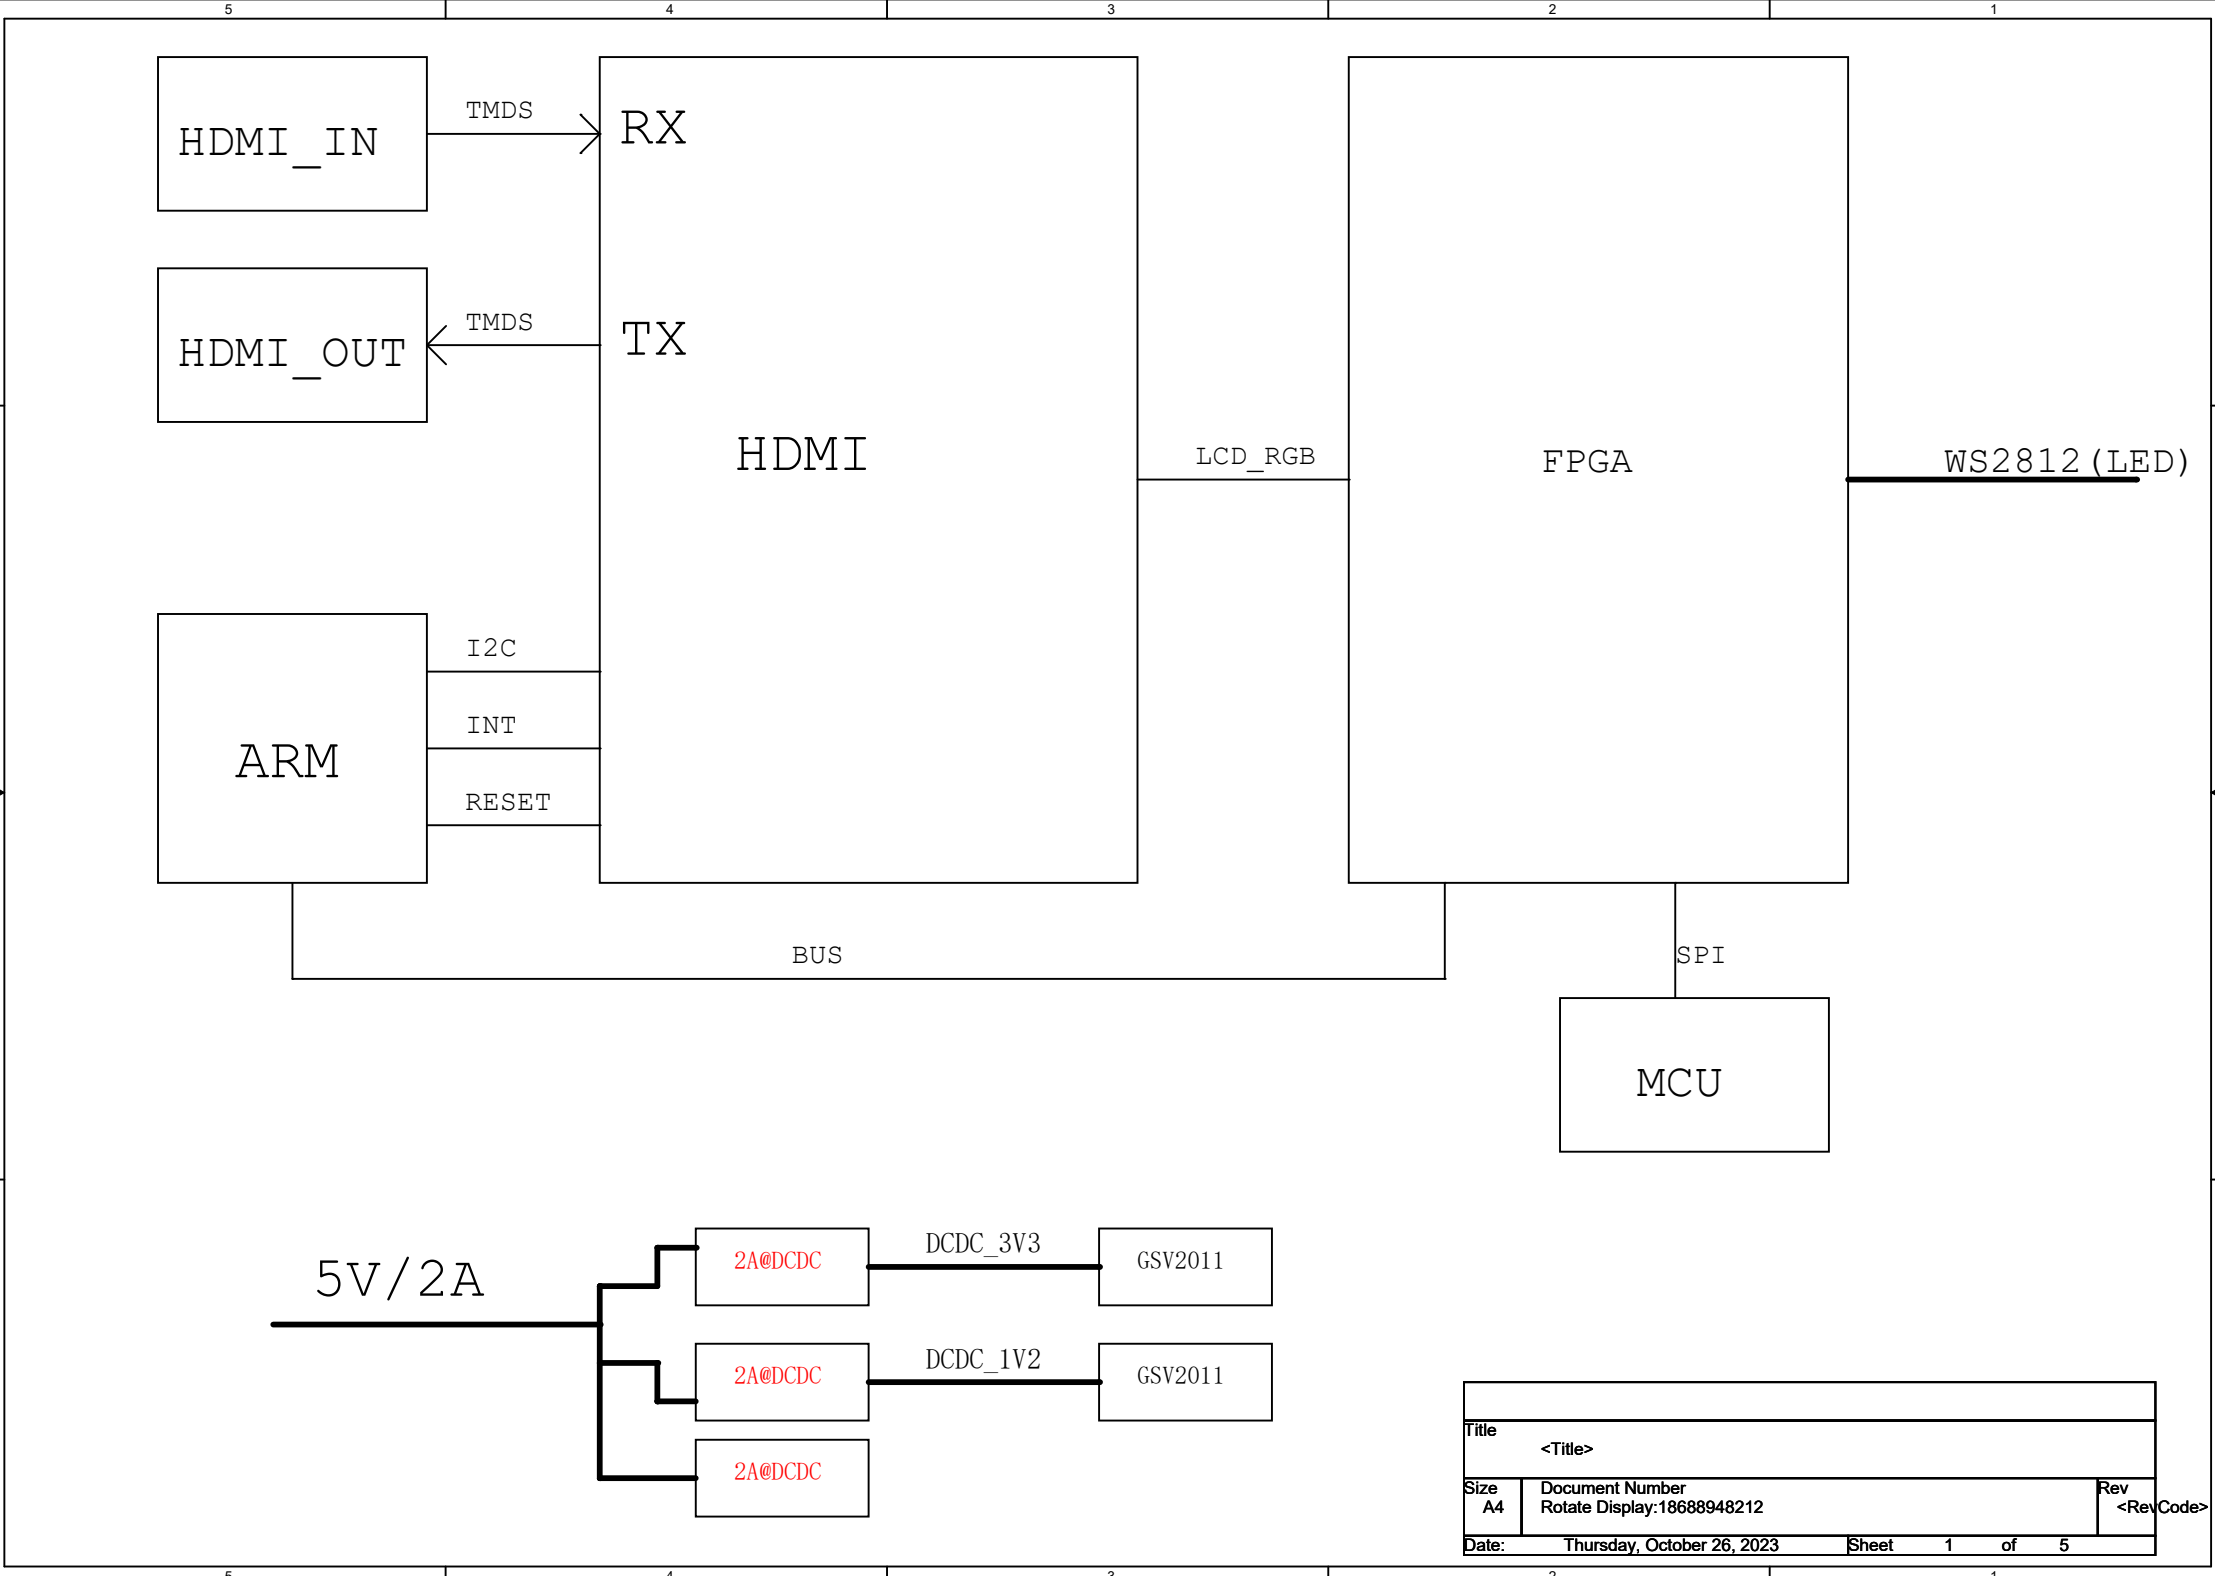 5 4 3 2 1
HDMI_IN
TMDS
RX
HDMI_OUT
TMDS
TX
HDMI
LCD_RGB
FPGA
WS2812(LED)
ARM
I2C
INT
RESET
BUS
SPI
MCU
5V/2A
2A@DCDC
DCDC_3V3
GSV2011
2A@DCDC
DCDC_1V2
GSV2011
2A@DCDC
Title
<Title>
Size
A4
Document Number
Rotate Display:18688948212
Rev
<RevCode>
Date: Thursday, October 26, 2023 Sheet 1 of 5
5 4 3 2 1